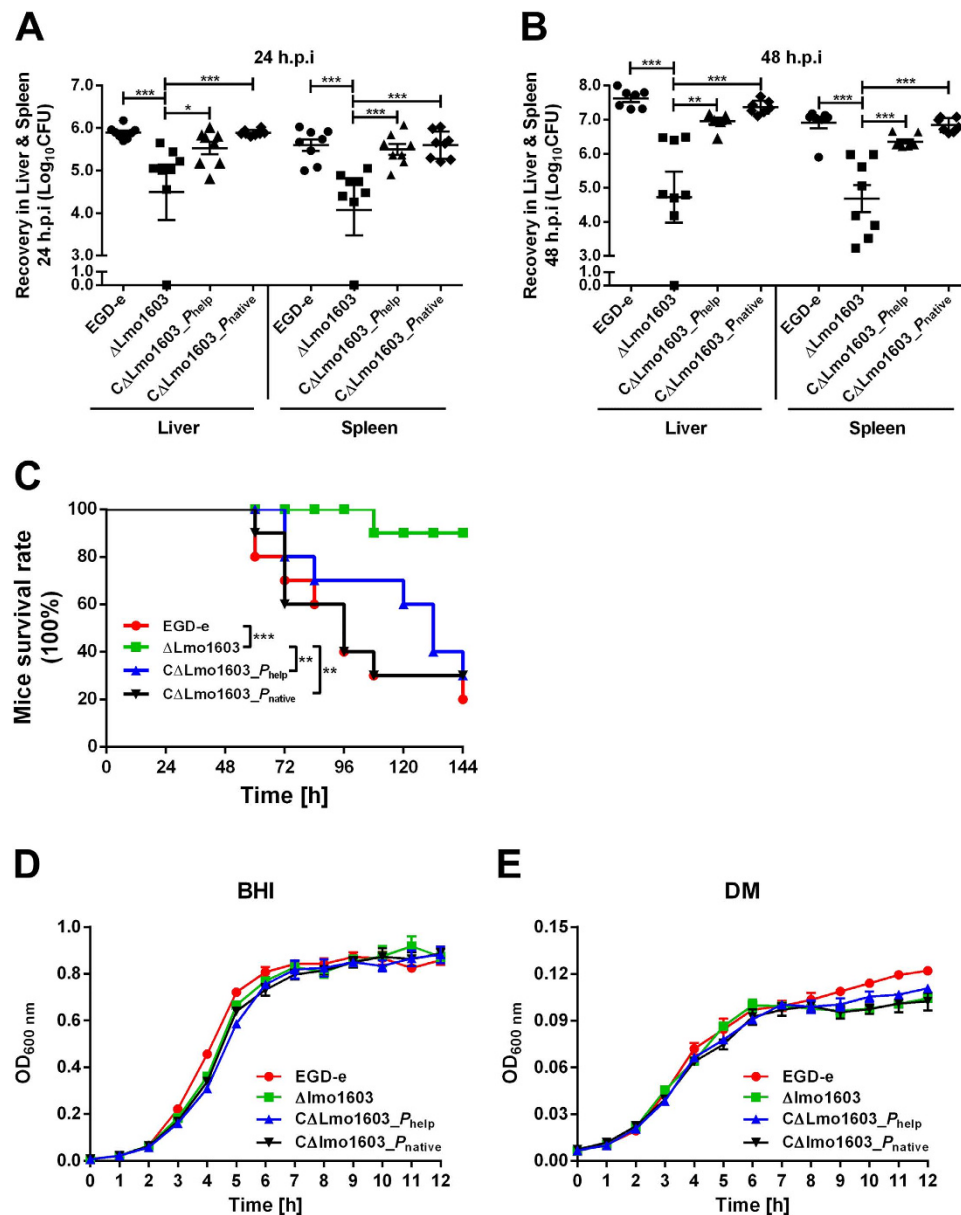 A
24 h.p.i
Recovery in Liver & Spleen
24 h.p.i (Log10CFU)
7.0
6.0
5.0
4.0
3.0
1.0
0.0
***
*
***
***
***
***
EGD-e
ΔLmo1603
CΔLmo1603_Phelp
CΔLmo1603_Pnative
EGD-e
ΔLmo1603
CΔLmo1603_Phelp
CΔLmo1603_Pnative
Liver
Spleen
B
48 h.p.i
Recovery in Liver & Spleen
48 h.p.i (Log10CFU)
8.0
7.0
6.0
5.0
4.0
3.0
1.0
0.0
***
**
***
***
***
***
EGD-e
ΔLmo1603
CΔLmo1603_Phelp
CΔLmo1603_Pnative
EGD-e
ΔLmo1603
CΔLmo1603_Phelp
CΔLmo1603_Pnative
Liver
Spleen
C
Mice survival rate
(100%)
100
80
60
40
20
0
EGD-e
ΔLmo1603
CΔLmo1603_Phelp
CΔLmo1603_Pnative
***
**
**
0 24 48 72 96 120 144
Time [h]
D
BHI
OD600 nm
1.0
0.8
0.6
0.4
0.2
0.0
EGD-e
Δlmo1603
CΔLmo1603_Phelp
CΔlmo1603_Pnative
0 1 2 3 4 5 6 7 8 9 10 11 12
Time [h]
E
DM
OD600 nm
0.15
0.12
0.09
0.06
0.03
0.00
EGD-e
Δlmo1603
CΔLmo1603_Phelp
CΔlmo1603_Pnative
0 1 2 3 4 5 6 7 8 9 10 11 12
Time [h]